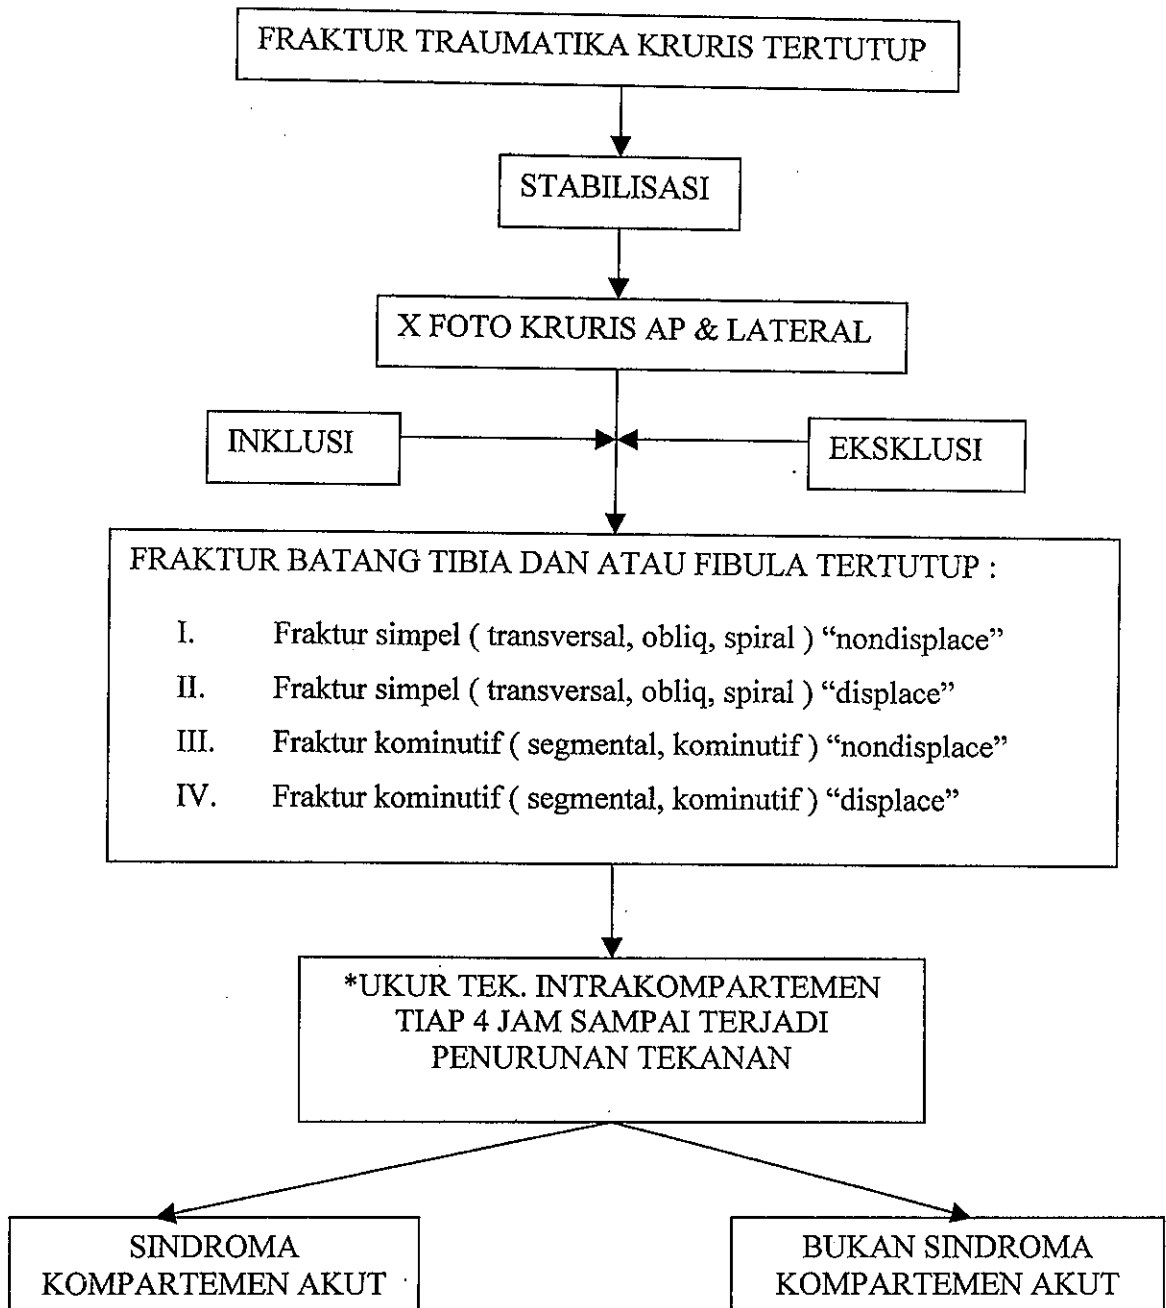 FRAKTUR TRAUMATIKA KRURIS TERTUTUP
STABILISASI
X FOTO KRURIS AP & LATERAL
INKLUSI
EKSKLUSI
FRAKTUR BATANG TIBIA DAN ATAU FIBULA TERTUTUP :
I. Fraktur simpel ( transversal, obliq, spiral ) “nondisplace”
II. Fraktur simpel ( transversal, obliq, spiral ) “displace”
III. Fraktur kominutif ( segmental, kominutif ) “nondisplace”
IV. Fraktur kominutif ( segmental, kominutif ) “displace”
*UKUR TEK. INTRAKOMPARTEMEN
TIAP 4 JAM SAMPAI TERJADI
PENURUNAN TEKANAN
SINDROMA
KOMPARTEMEN AKUT
BUKAN SINDROMA
KOMPARTEMEN AKUT